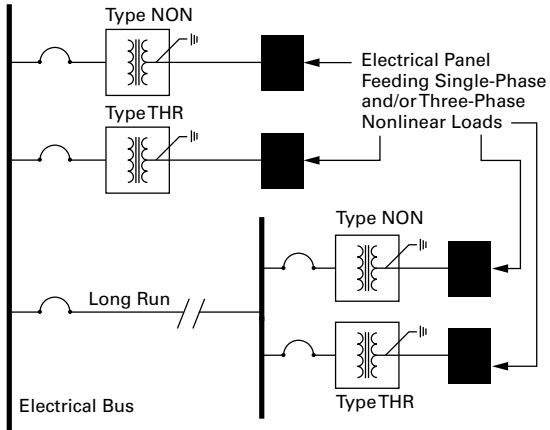 Type NON
Type THR
Electrical Panel
Feeding Single-Phase
and/or Three-Phase
Nonlinear Loads
Type NON
Long Run
Type THR
Electrical Bus